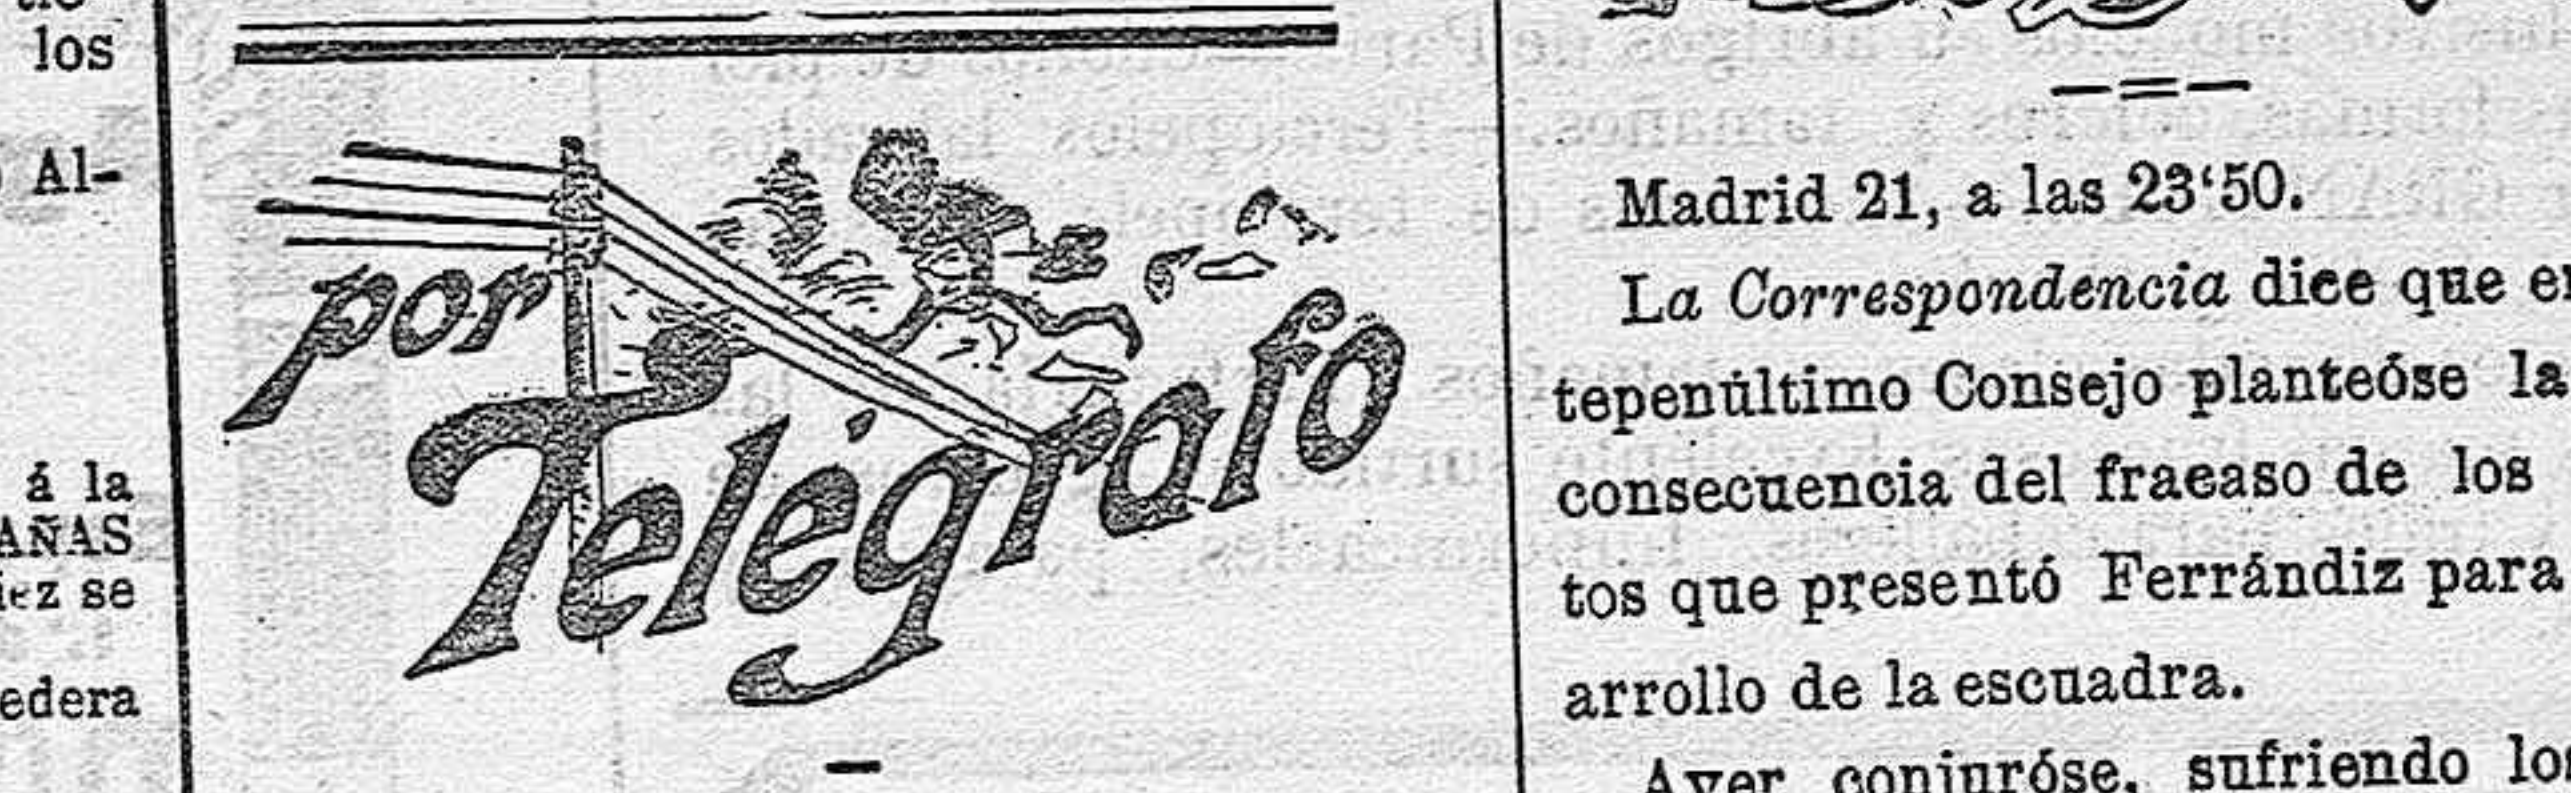 los
Al-
á la
AÑAS
se
edera
por
Telégrafo
Madrid 21, a las 23‘50.
La Correspondencia dice que en
tepenúltimo Consejo planteóse la
consecuencia del fracaso de los
tos que presentó Ferrándiz para
arrollo de la escuadra.
Ayer conjuróse, sufriendo los